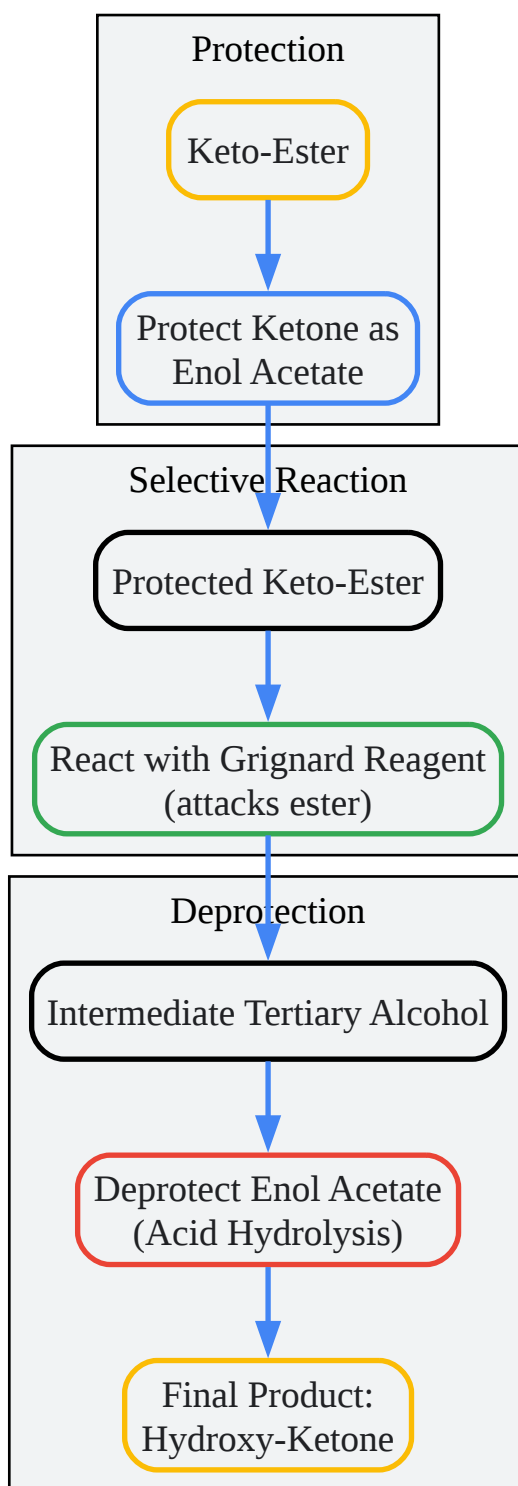 Protection
Keto-Ester
Protect Ketone as
Enol Acetate
Selective Reaction
Protected Keto-Ester
React with Grignard Reagent
(attacks ester)
Deprotection
Intermediate Tertiary Alcohol
Deprotect Enol Acetate
(Acid Hydrolysis)
Final Product:
Hydroxy-Ketone